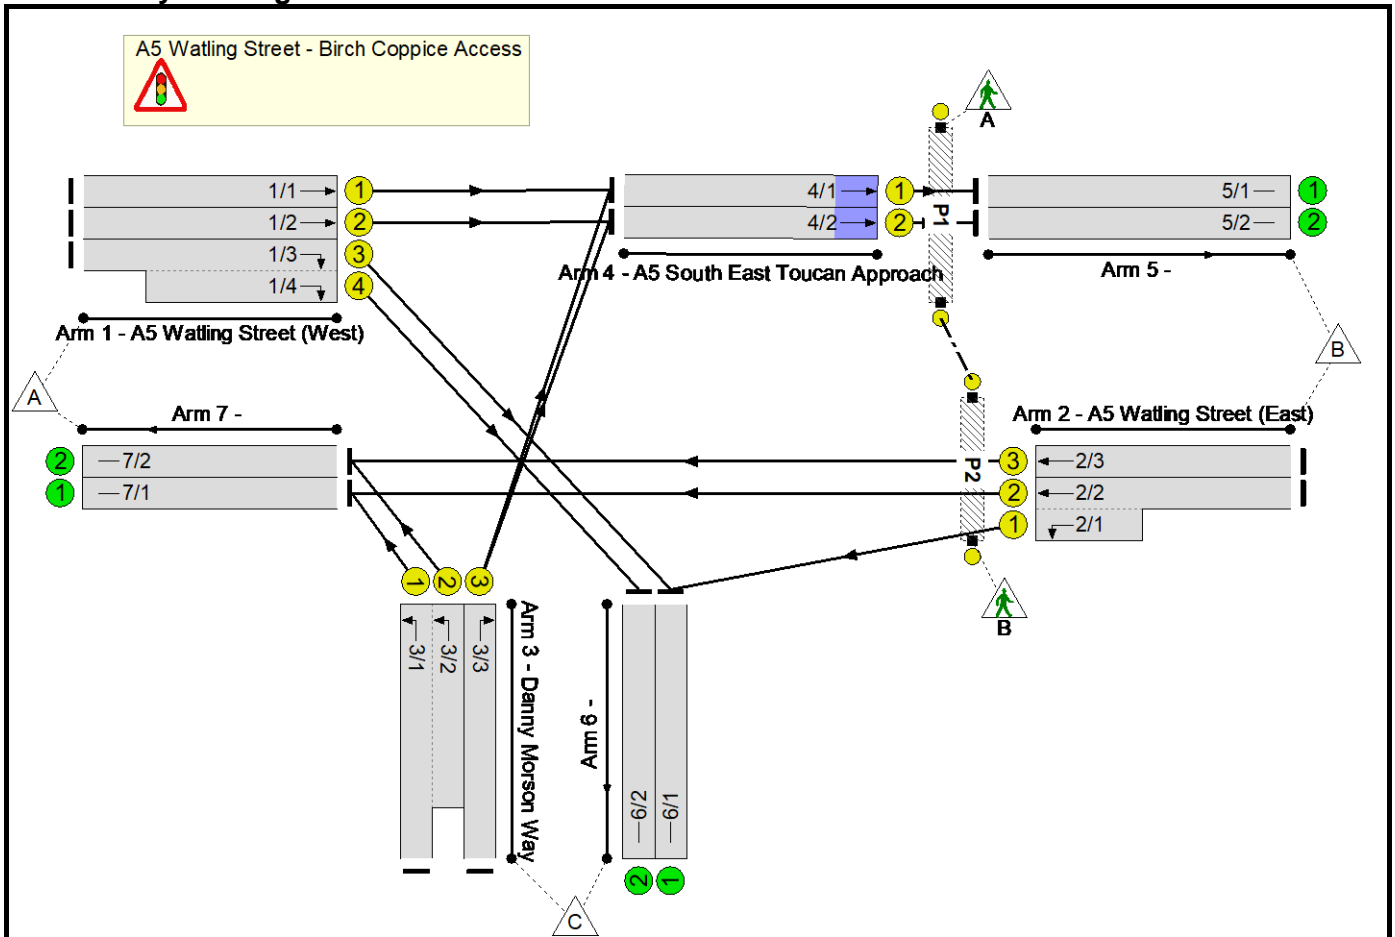 A5 Watling Street - Birch Coppice Access
A
1/1
1
4/1
1
P1
5/1
1
1/2
2
4/2
2
5/2
2
1/3
3
1/4
4
Arm 4 - A5 South East Toucan Approach
Arm 5 -
Arm 1 - A5 Watling Street (West)
B
A
Arm 7 -
Arm 2 - A5 Watling Street (East)
2
7/2
P2
3
2/3
1
7/1
2
2/2
1
2/1
1
2
3
B
3/1
3/2
3/3
Arm 3 - Danny Morson Way
Arm 6 -
6/2
6/1
2
1
C